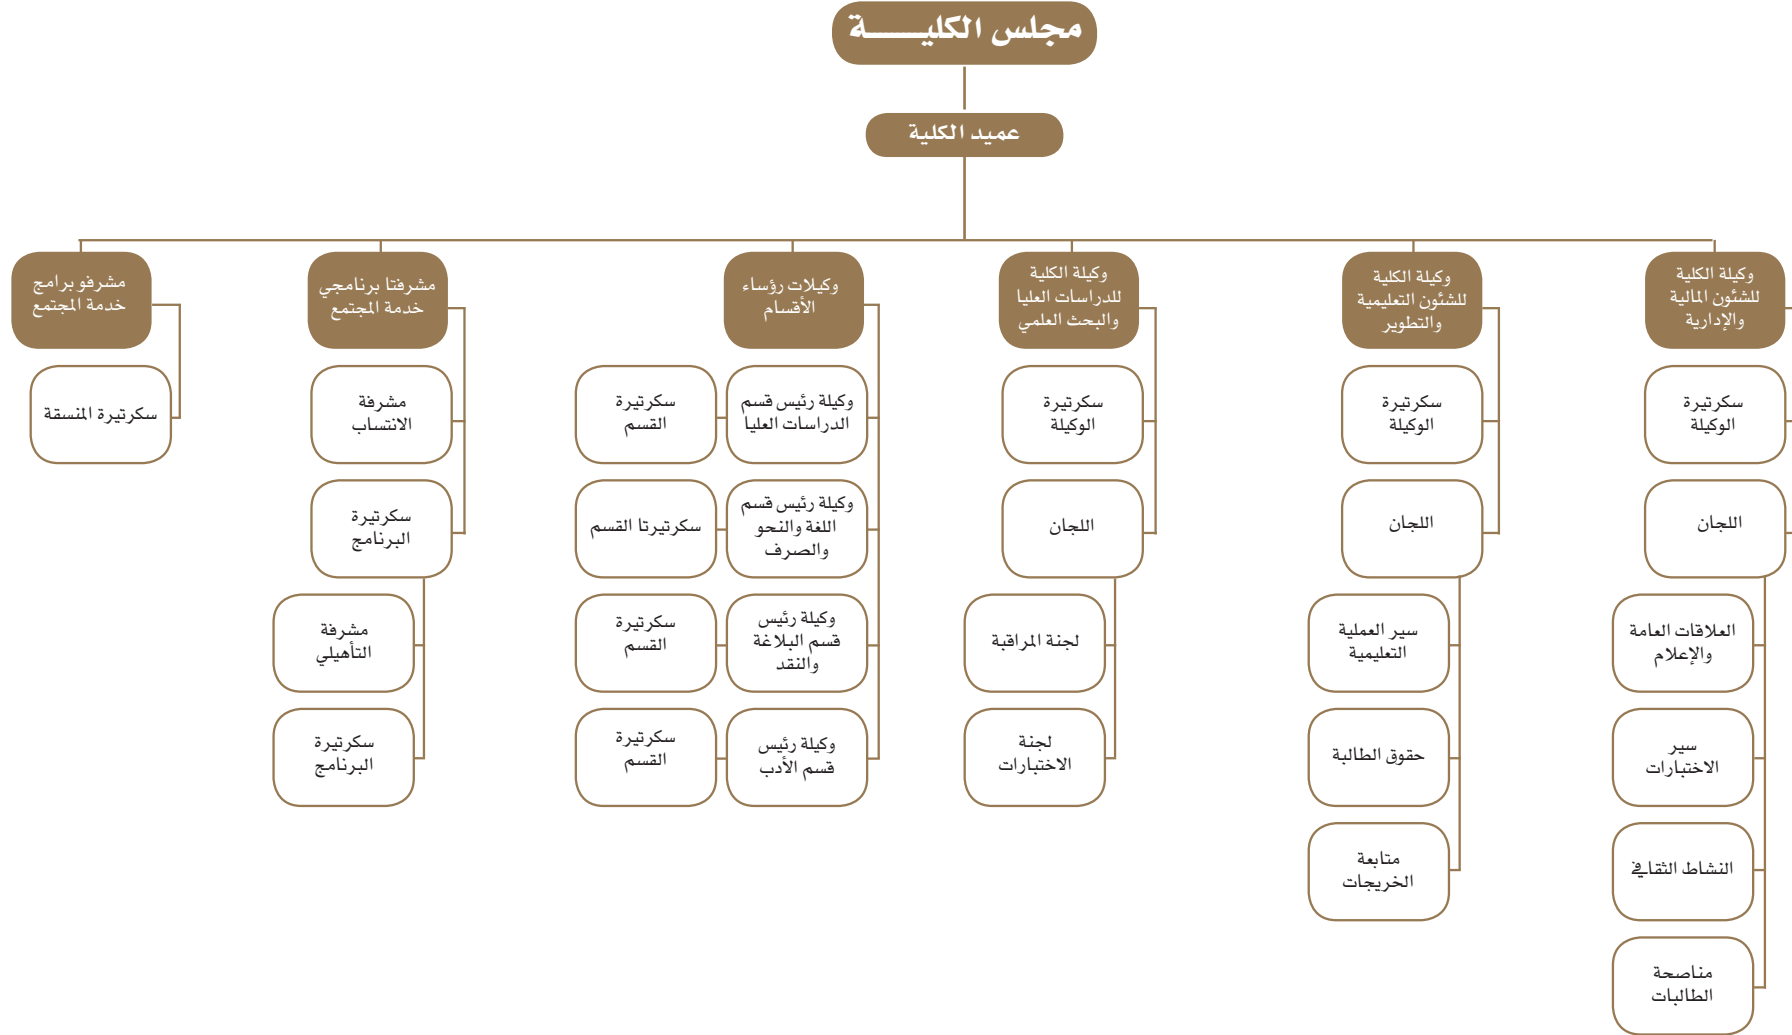 مجلس الكليــــــة
عميد الكلية
وكيلة الكلية
للشئون المالية
والإدارية
سكرتيرة
الوكيلة
اللجان
العلاقات العامة
والإعلام
سير
الاختبارات
النشاط الثقافي
مناصحة
الطالبات
وكيلة الكلية
للشئون التعليمية
والتطوير
سكرتيرة
الوكيلة
اللجان
سير العملية
التعليمية
حقوق الطالبة
متابعة
الخريجات
وكيلة الكلية
للدراسات العليا
والبحث العلمي
سكرتيرة
الوكيلة
اللجان
لجنة المراقبة
لجنة
الاختبارات
وكيلات رؤساء
الأقسام
وكيلة رئيس قسم
الدراسات العليا
سكرتيرة
القسم
وكيلة رئيس قسم
اللغة والنحو
والصرف
سكرتيرتا القسم
وكيلة رئيس
قسم البلاغة
والنقد
سكرتيرة
القسم
وكيلة رئيس
قسم الأدب
سكرتيرة
القسم
مشرفتا برنامجي
خدمة المجتمع
مشرفة
الانتساب
سكرتيرة
البرنامج
مشرفة
التأهيلي
سكرتيرة
البرنامج
مشرفو برامج
خدمة المجتمع
سكرتيرة المنسقة